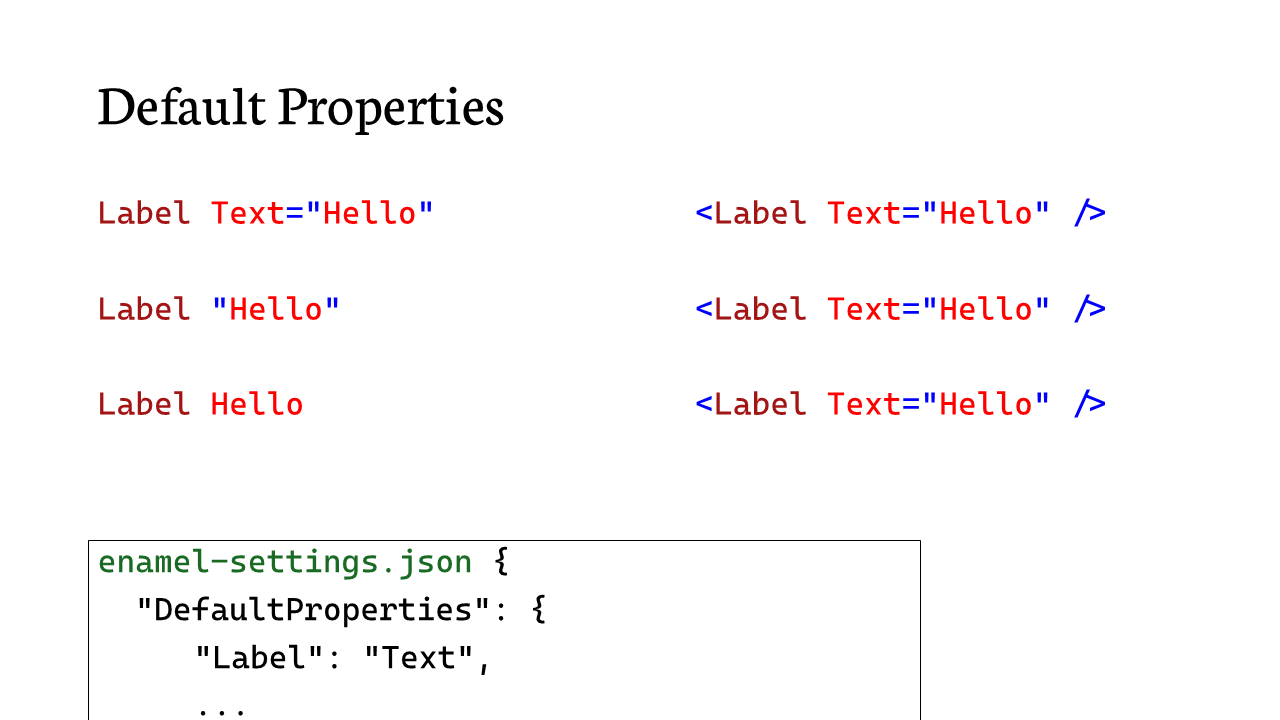 Default Properties
Label Text="Hello" <Label Text="Hello" />
Label "Hello" <Label Text="Hello" />
Label Hello <Label Text="Hello" />
enamel-settings.json {
"DefaultProperties": {
"Label": "Text",
...